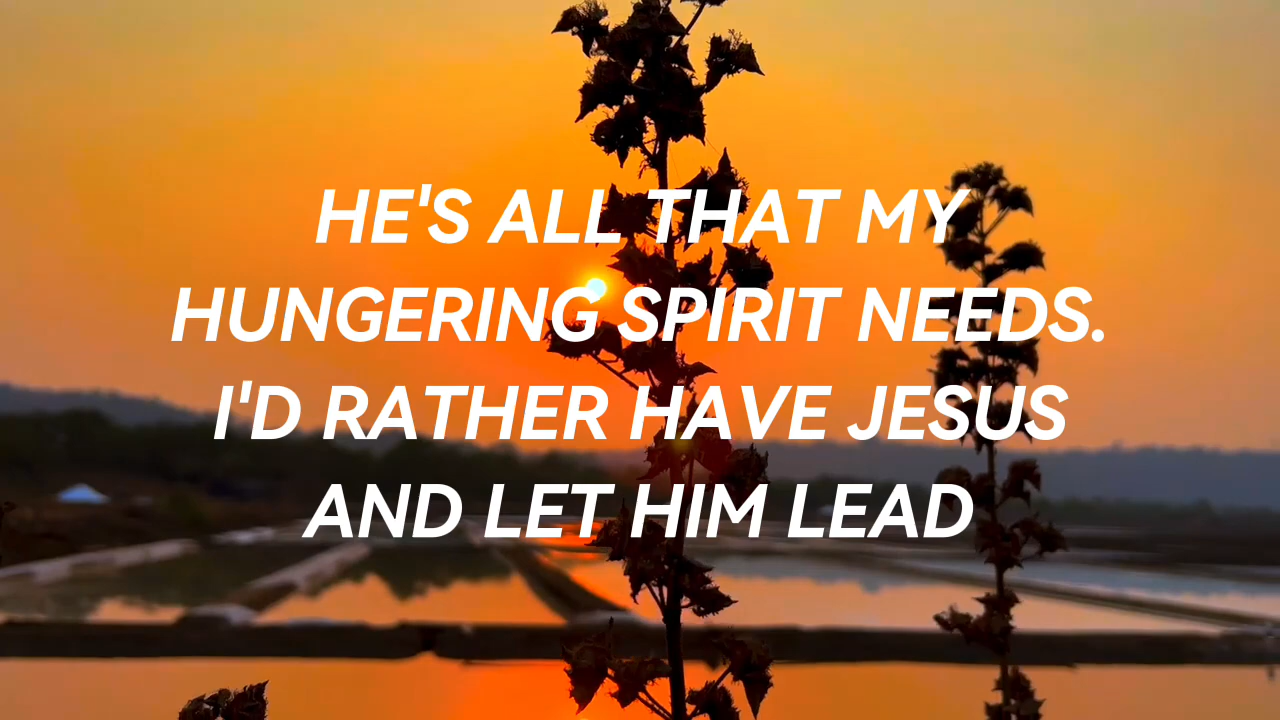 HE'S ALL THAT MY
HUNGERING SPIRIT NEEDS.
I'D RATHER HAVE JESUS
AND LET HIM LEAD